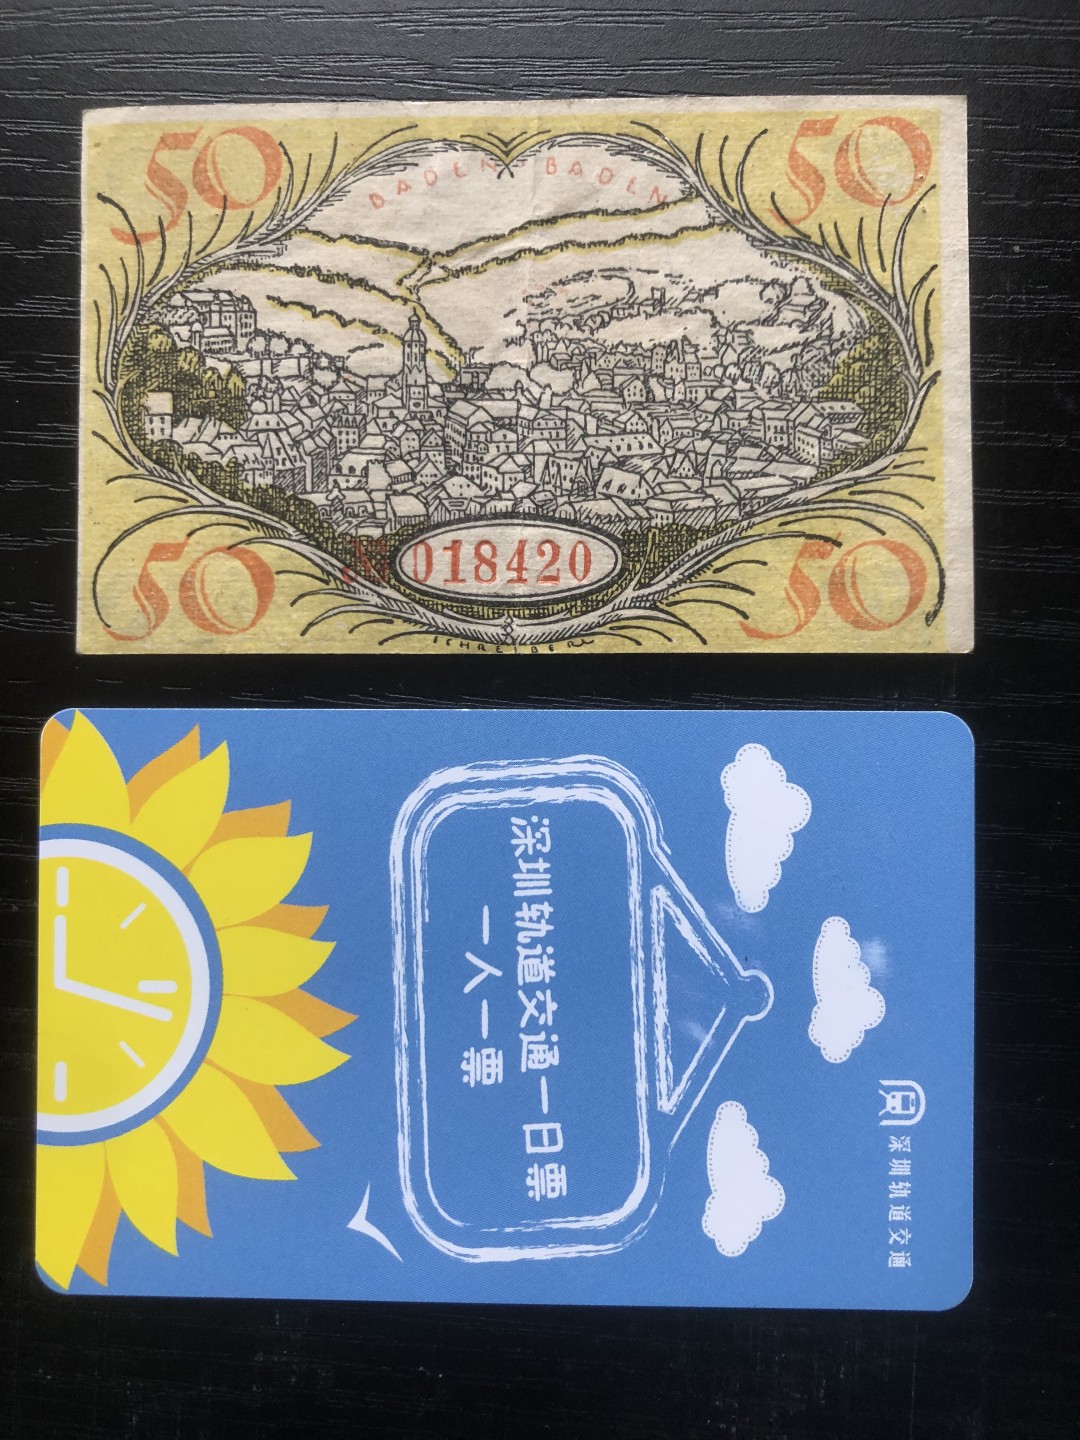 50
50
BADEN-BADEN
№ 018420
50
50
SCHREIBER
深圳轨道交通一日票
一人一票
深圳轨道交通